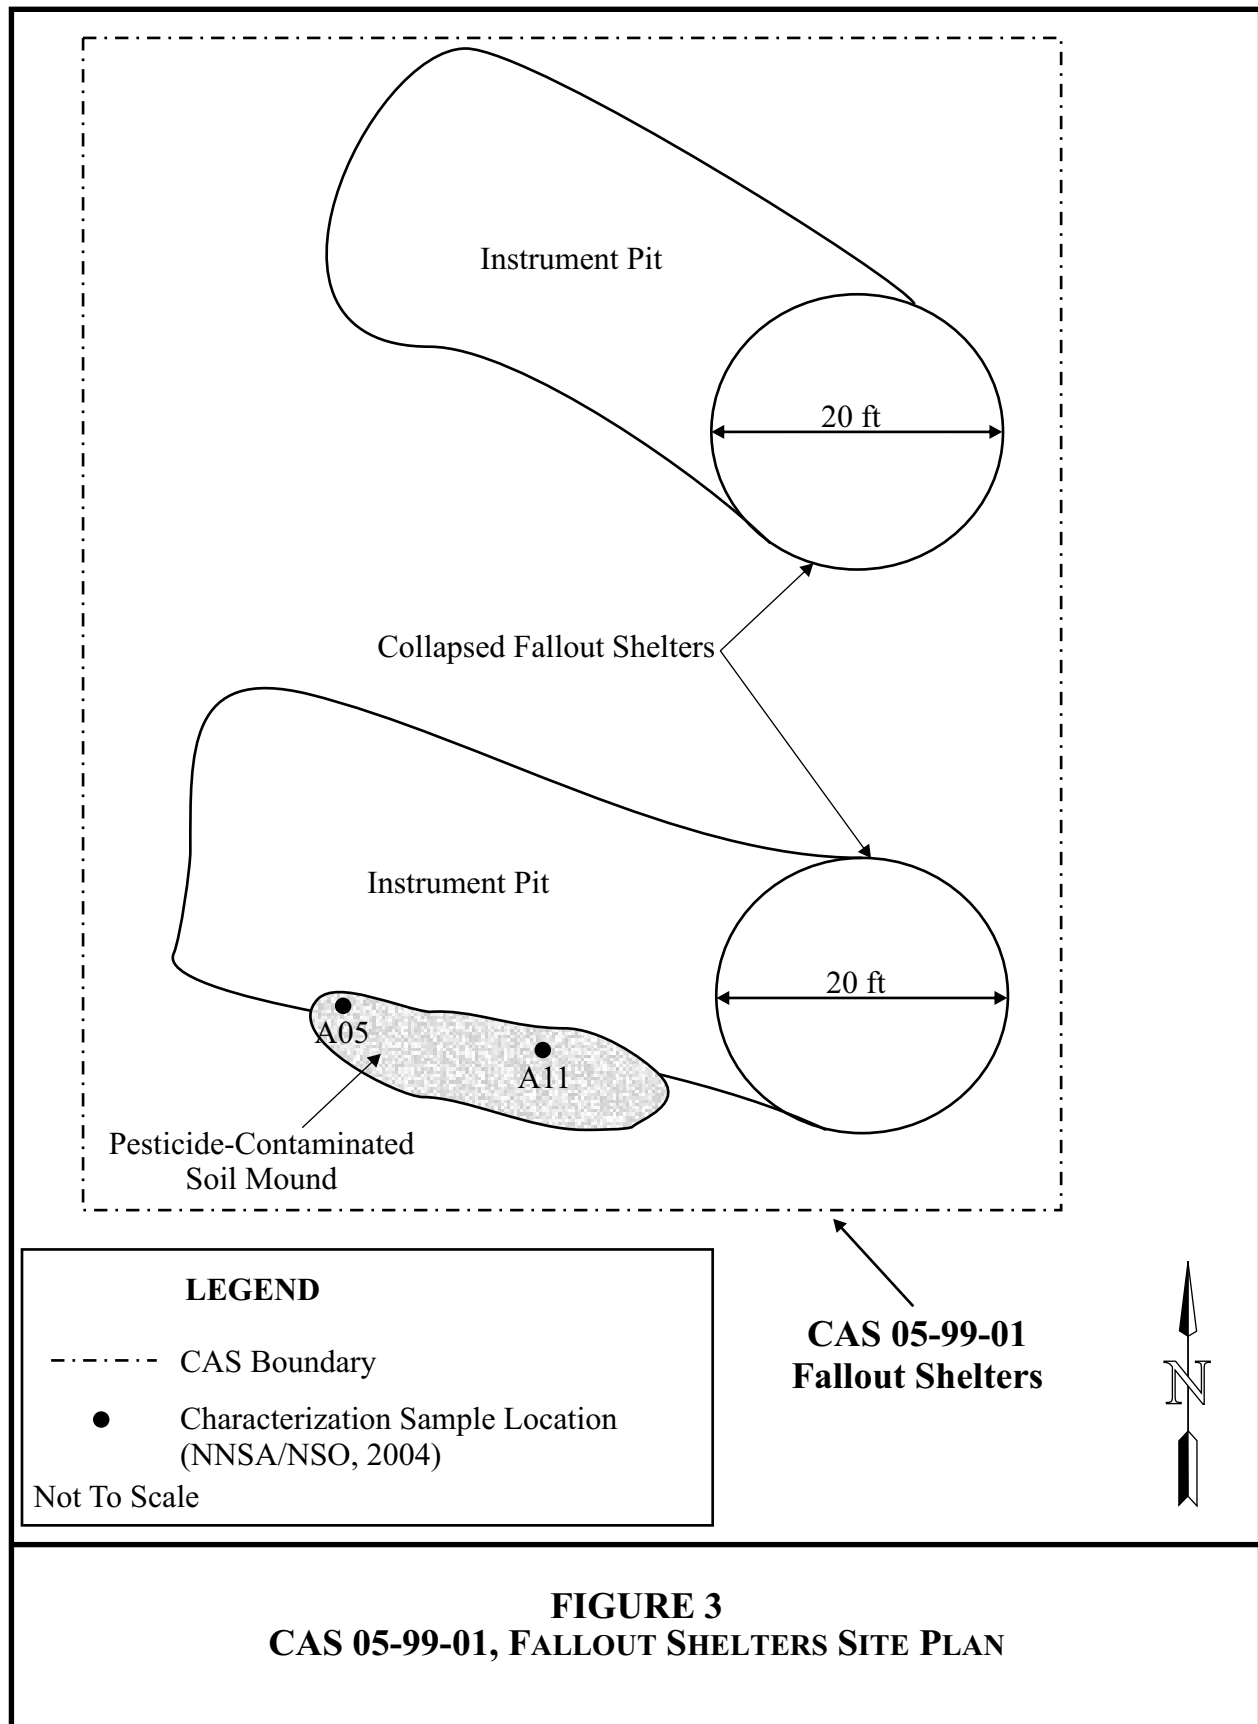 Instrument Pit
20 ft
Collapsed Fallout Shelters
Instrument Pit
20 ft
A05
A11
Pesticide-Contaminated
Soil Mound
LEGEND
CAS Boundary
Characterization Sample Location
(NNSA/NSO, 2004)
Not To Scale
CAS 05-99-01
Fallout Shelters
N
FIGURE 3
CAS 05-99-01, FALLOUT SHELTERS SITE PLAN